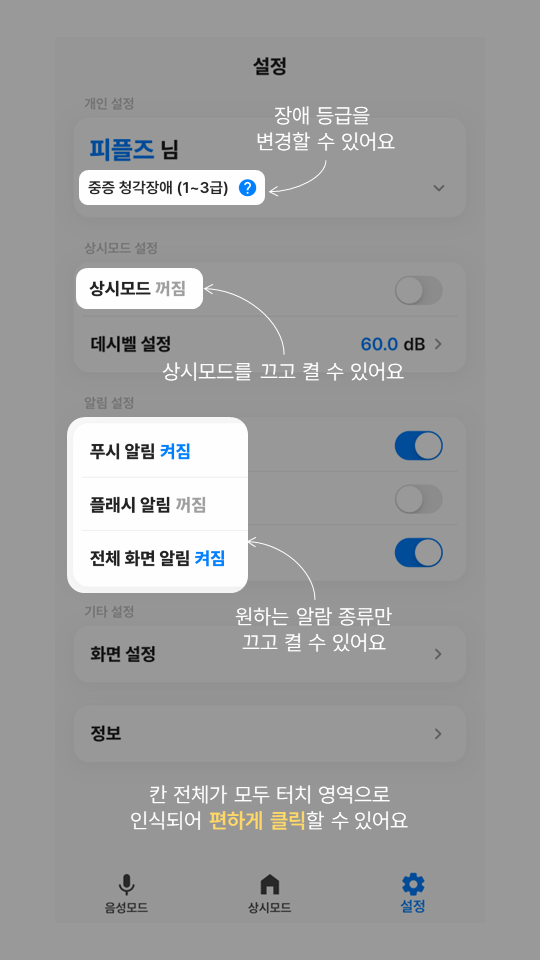 설정
개인 설정
장애 등급을
변경할 수 있어요
피플즈 님
중증 청각장애 (1~3급) ?
상시모드 설정
상시모드 꺼짐
데시벨 설정 60.0 dB
상시모드를 끄고 켤 수 있어요
알림 설정
푸시 알림 켜짐
플래시 알림 꺼짐
전체 화면 알림 켜짐
기타 설정
원하는 알람 종류만
끄고 켤 수 있어요
화면 설정
정보
칸 전체가 모두 터치 영역으로
인식되어 편하게 클릭할 수 있어요
음성모드
상시모드
설정